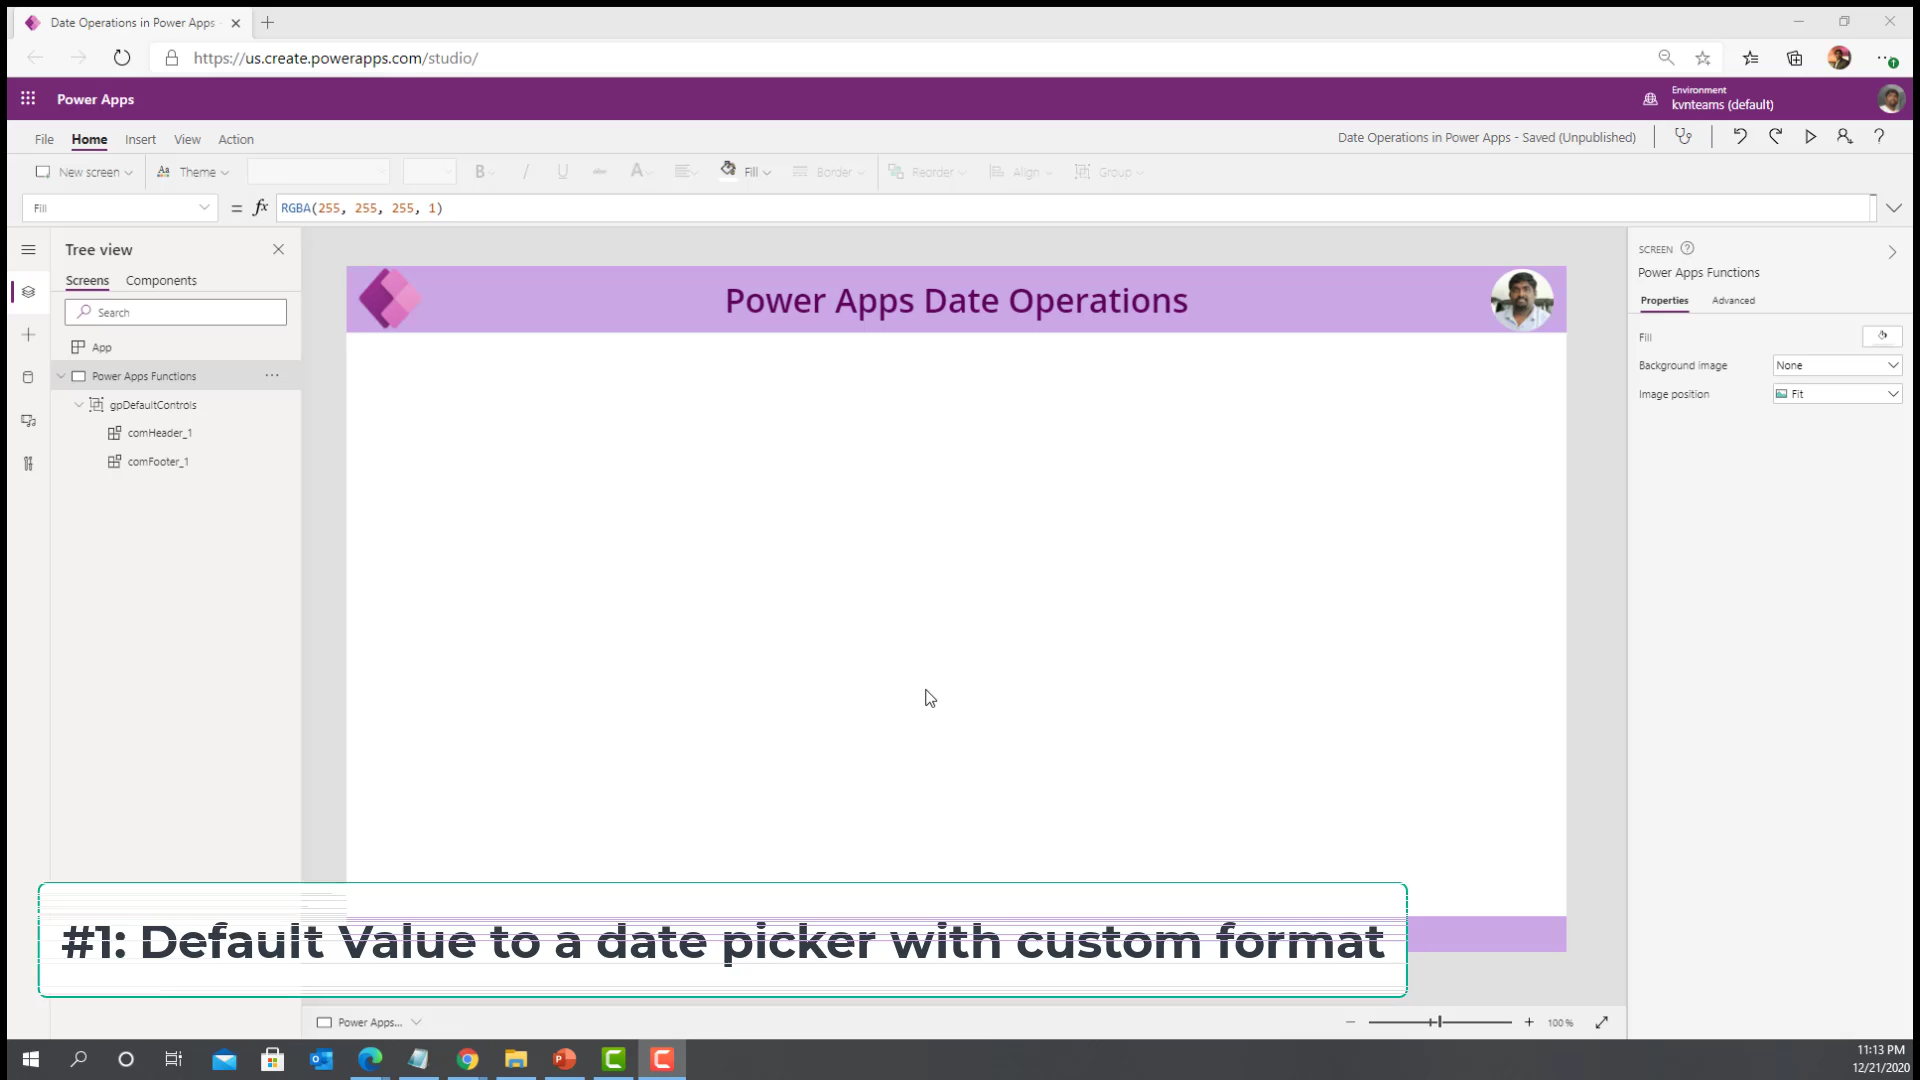 Date Operations in Power Apps
https://us.create.powerapps.com/studio/
Power Apps
Environment
kvnteams (default)
File Home Insert View Action
Date Operations in Power Apps - Saved (Unpublished)
New screen Theme B / U A Fill Border Reorder Align Group
Fill = fx RGBA(255, 255, 255, 1)
Tree view
Screens Components
Search
App
Power Apps Functions
gpDefaultControls
comHeader_1
comFooter_1
Power Apps Date Operations
SCREEN
Power Apps Functions
Properties Advanced
Fill
Background image None
Image position Fit
#1: Default Value to a date picker with custom format
Power Apps...
100 %
11:13 PM
12/21/2020